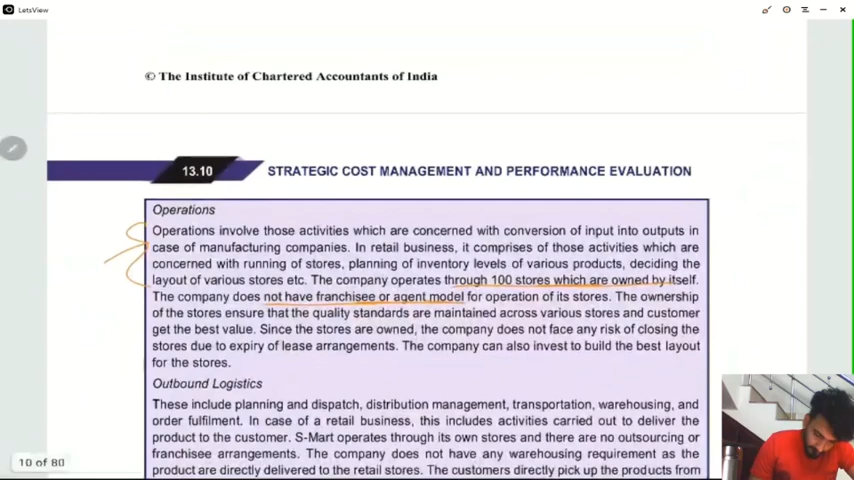 LetsView
© The Institute of Chartered Accountants of India
13.10
STRATEGIC COST MANAGEMENT AND PERFORMANCE EVALUATION
Operations
Operations involve those activities which are concerned with conversion of input into outputs in
case of manufacturing companies. In retail business, it comprises of those activities which are
concerned with running of stores, planning of inventory levels of various products, deciding the
layout of various stores etc. The company operates through 100 stores which are owned by itself.
The company does not have franchisee or agent model for operation of its stores. The ownership
of the stores ensure that the quality standards are maintained across various stores and customer
get the best value. Since the stores are owned, the company does not face any risk of closing the
stores due to expiry of lease arrangements. The company can also invest to build the best layout
for the stores.
Outbound Logistics
These include planning and dispatch, distribution management, transportation, warehousing, and
order fulfilment. In case of a retail business, this includes activities carried out to deliver the
product to the customer. S-Mart operates through its own stores and there are no outsourcing or
franchisee arrangements. The company does not have any warehousing requirement as the
product are directly delivered to the retail stores. The customers directly pick up the products from
10 of 80